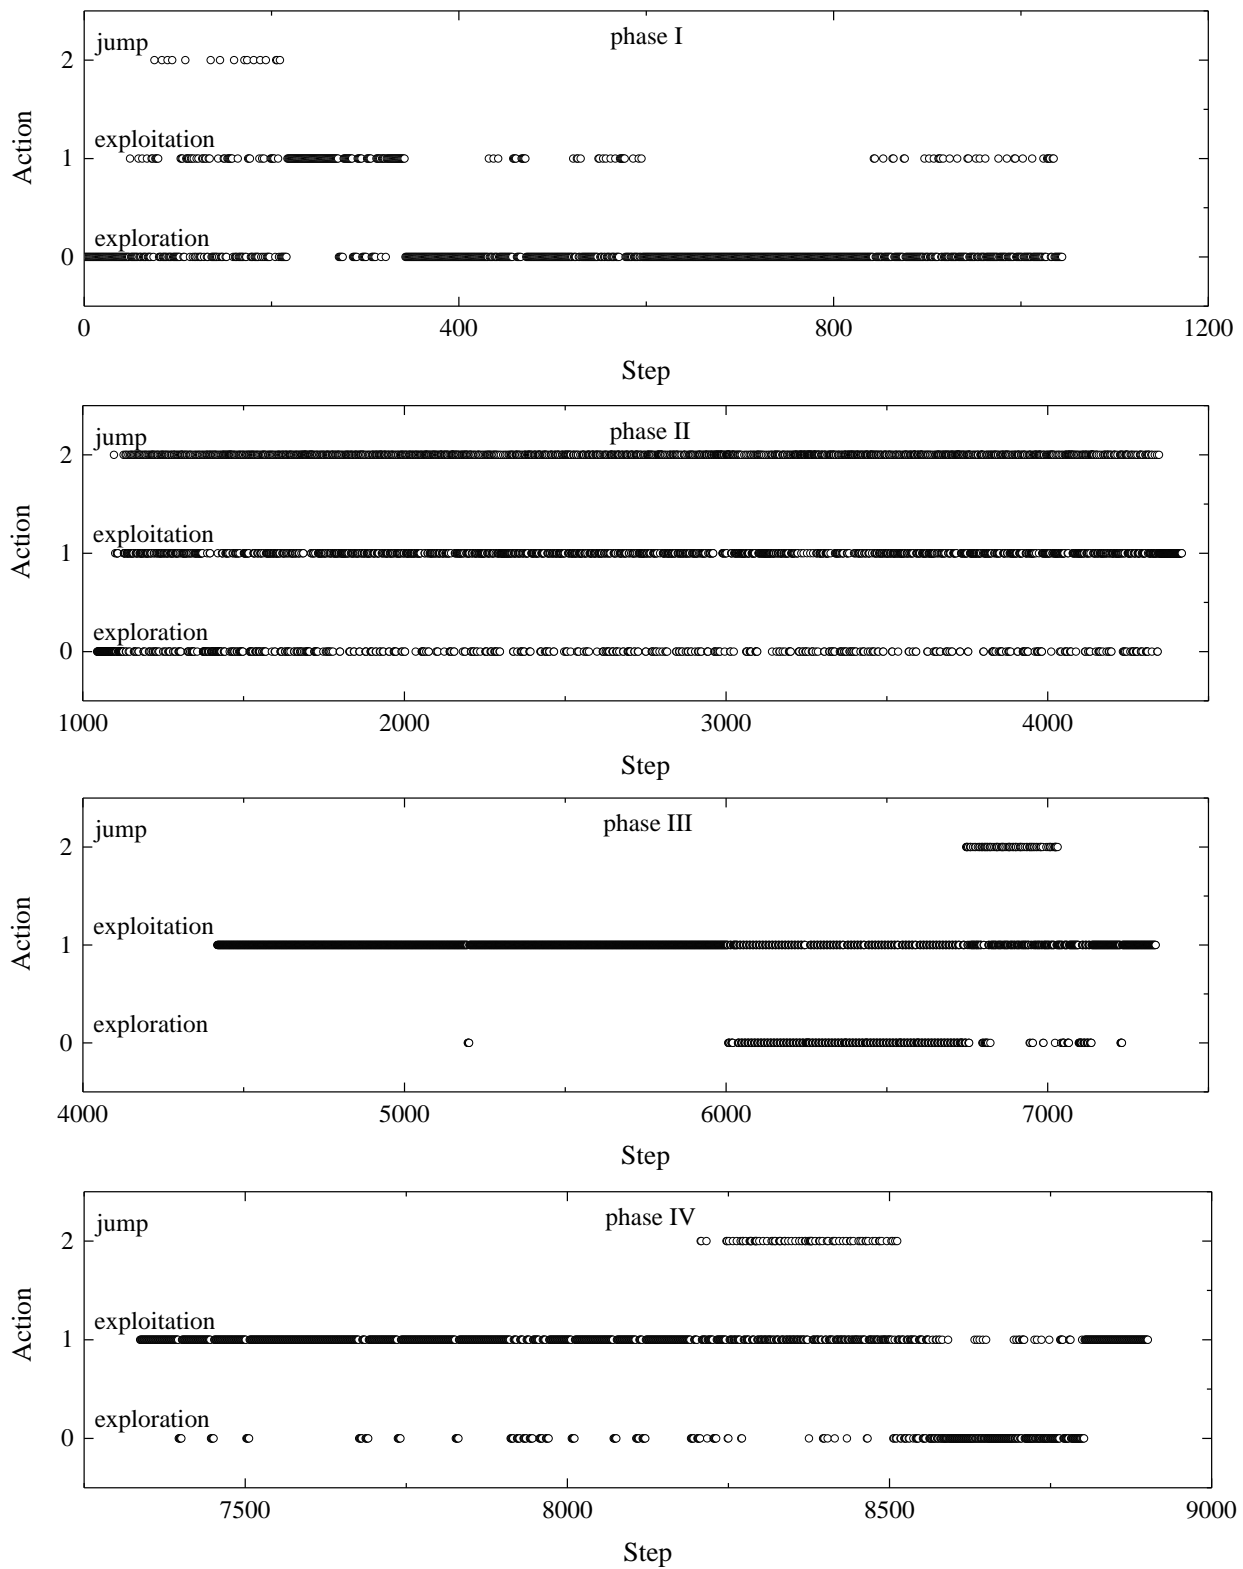 jump phase I
2
exploitation
1
Action
exploration
0
0 400 800 1200
Step
jump phase II
2
exploitation
1
Action
exploration
0
1000 2000 3000 4000
Step
jump phase III
2
exploitation
1
Action
exploration
0
4000 5000 6000 7000
Step
jump phase IV
2
exploitation
1
Action
exploration
0
7500 8000 8500 9000
Step